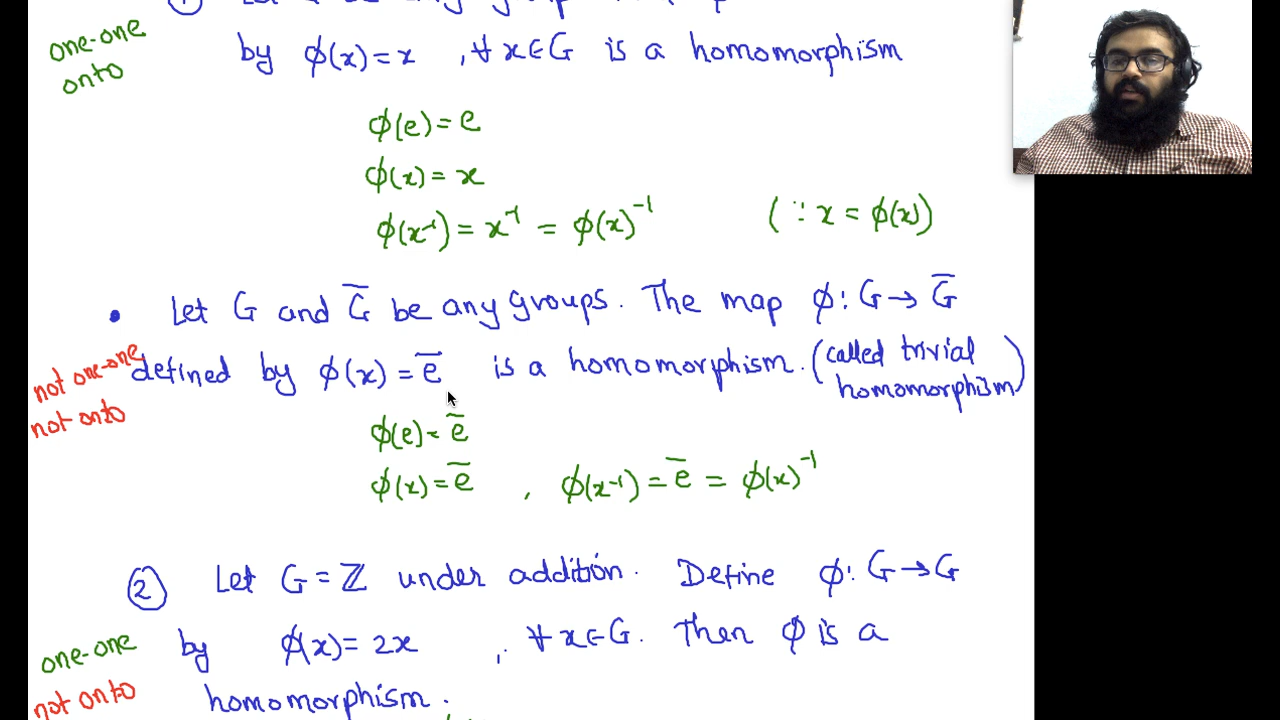 one-one
onto
by ϕ(x) = x , ∀ x ∈ G is a homomorphism
ϕ(e) = e
ϕ(x) = x
ϕ(x⁻¹) = x⁻¹ = ϕ(x)⁻¹ (∵ x = ϕ(x))
• Let G and G̅ be any groups. The map ϕ: G → G̅
not one-one
not onto
defined by ϕ(x) = e̅ is a homomorphism. (called trivial homomorphism)
ϕ(e) = e̅
ϕ(x) = e̅ , ϕ(x⁻¹) = e̅ = ϕ(x)⁻¹
② Let G = ℤ under addition. Define ϕ: G → G
one-one
not onto
by ϕ(x) = 2x , ∀ x ∈ G. Then ϕ is a
homomorphism.